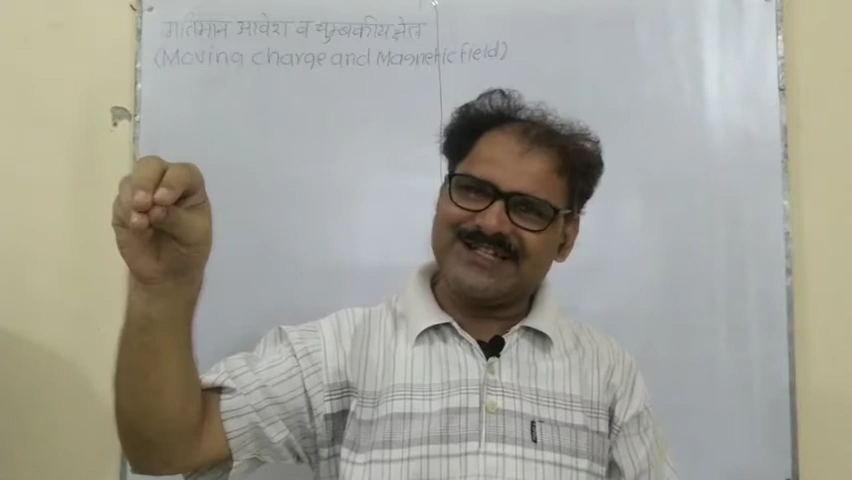 गतिमान आवेश व चुम्बकीय क्षेत्र
(Moving charge and Magnetic field)